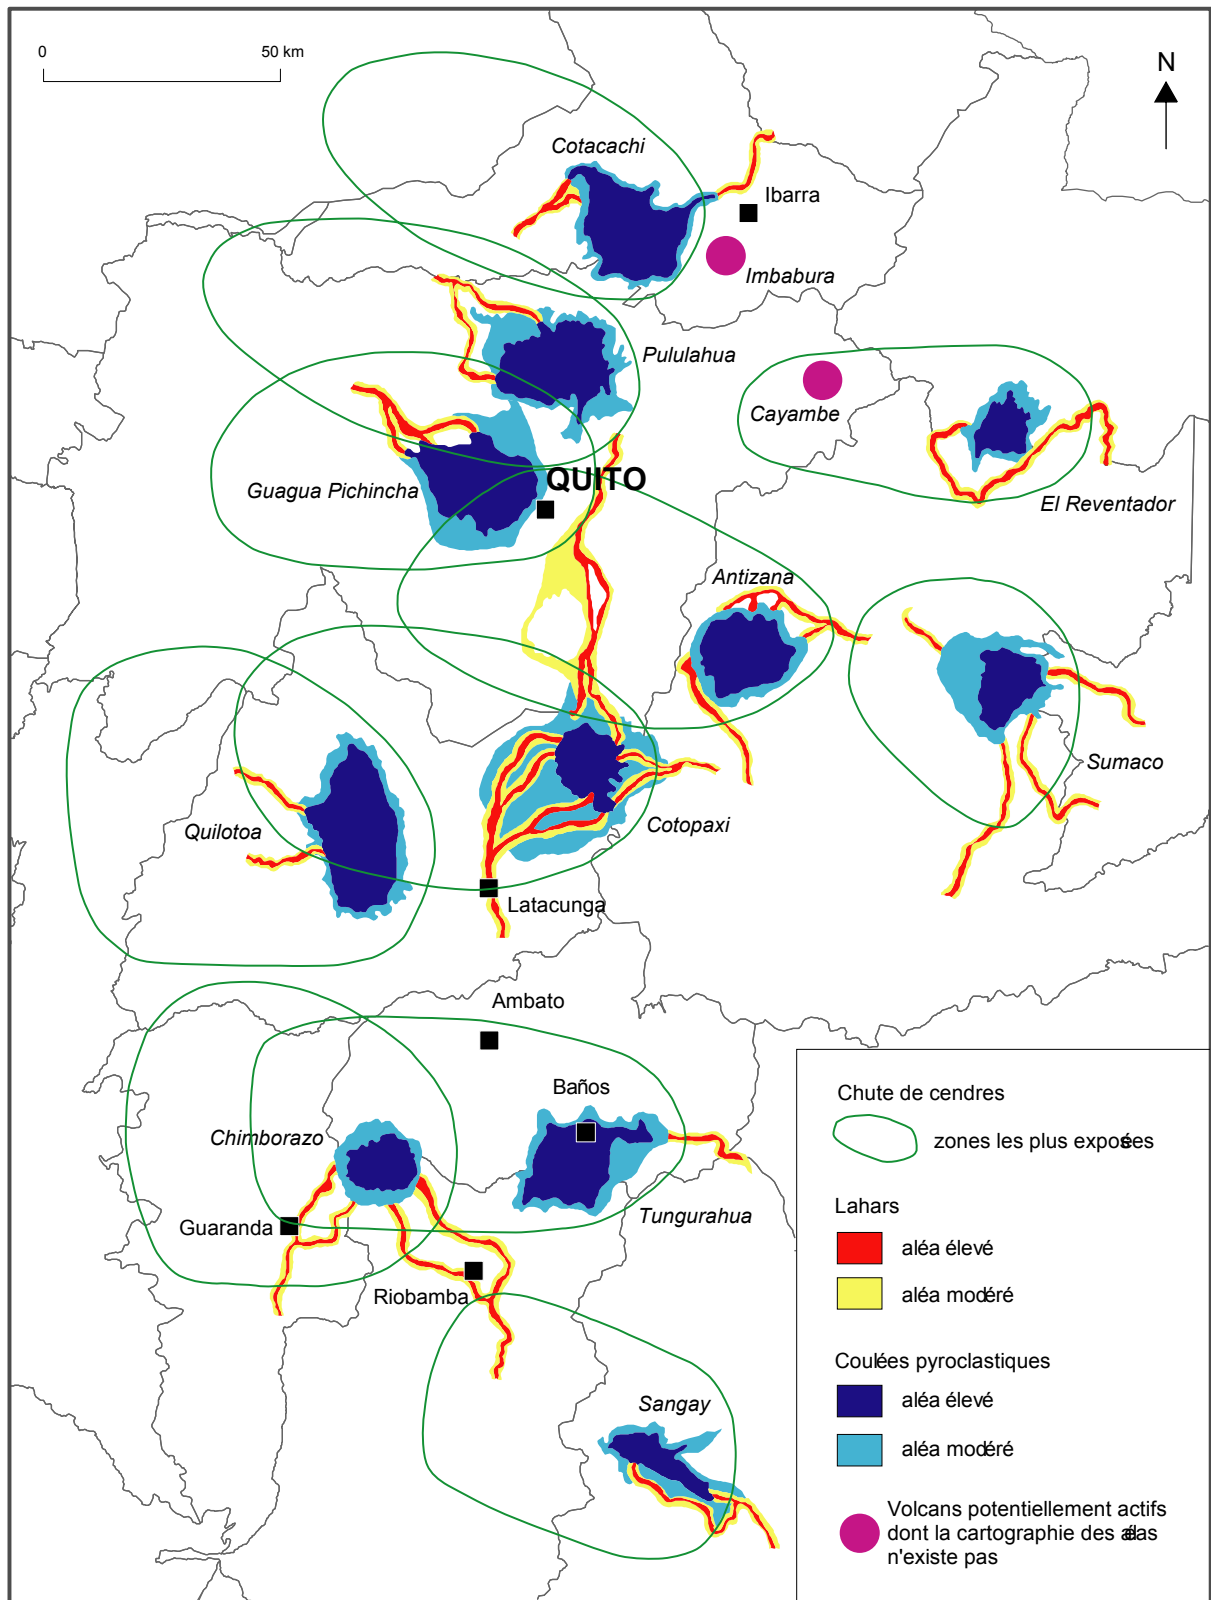 0 50 km
N
Cotacachi
Ibarra
Imbabura
Pululahua
Cayambe
QUITO
Guagua Pichincha
El Reventador
Antizana
Sumaco
Quilotoa
Cotopaxi
Latacunga
Ambato
Baños
Chimborazo
Tungurahua
Guaranda
Riobamba
Sangay
Chute de cendres
zones les plus exposées
Lahars
aléa élevé
aléa modéré
Coulées pyroclastiques
aléa élevé
aléa modéré
Volcans potentiellement actifs
dont la cartographie des aléas
n'existe pas